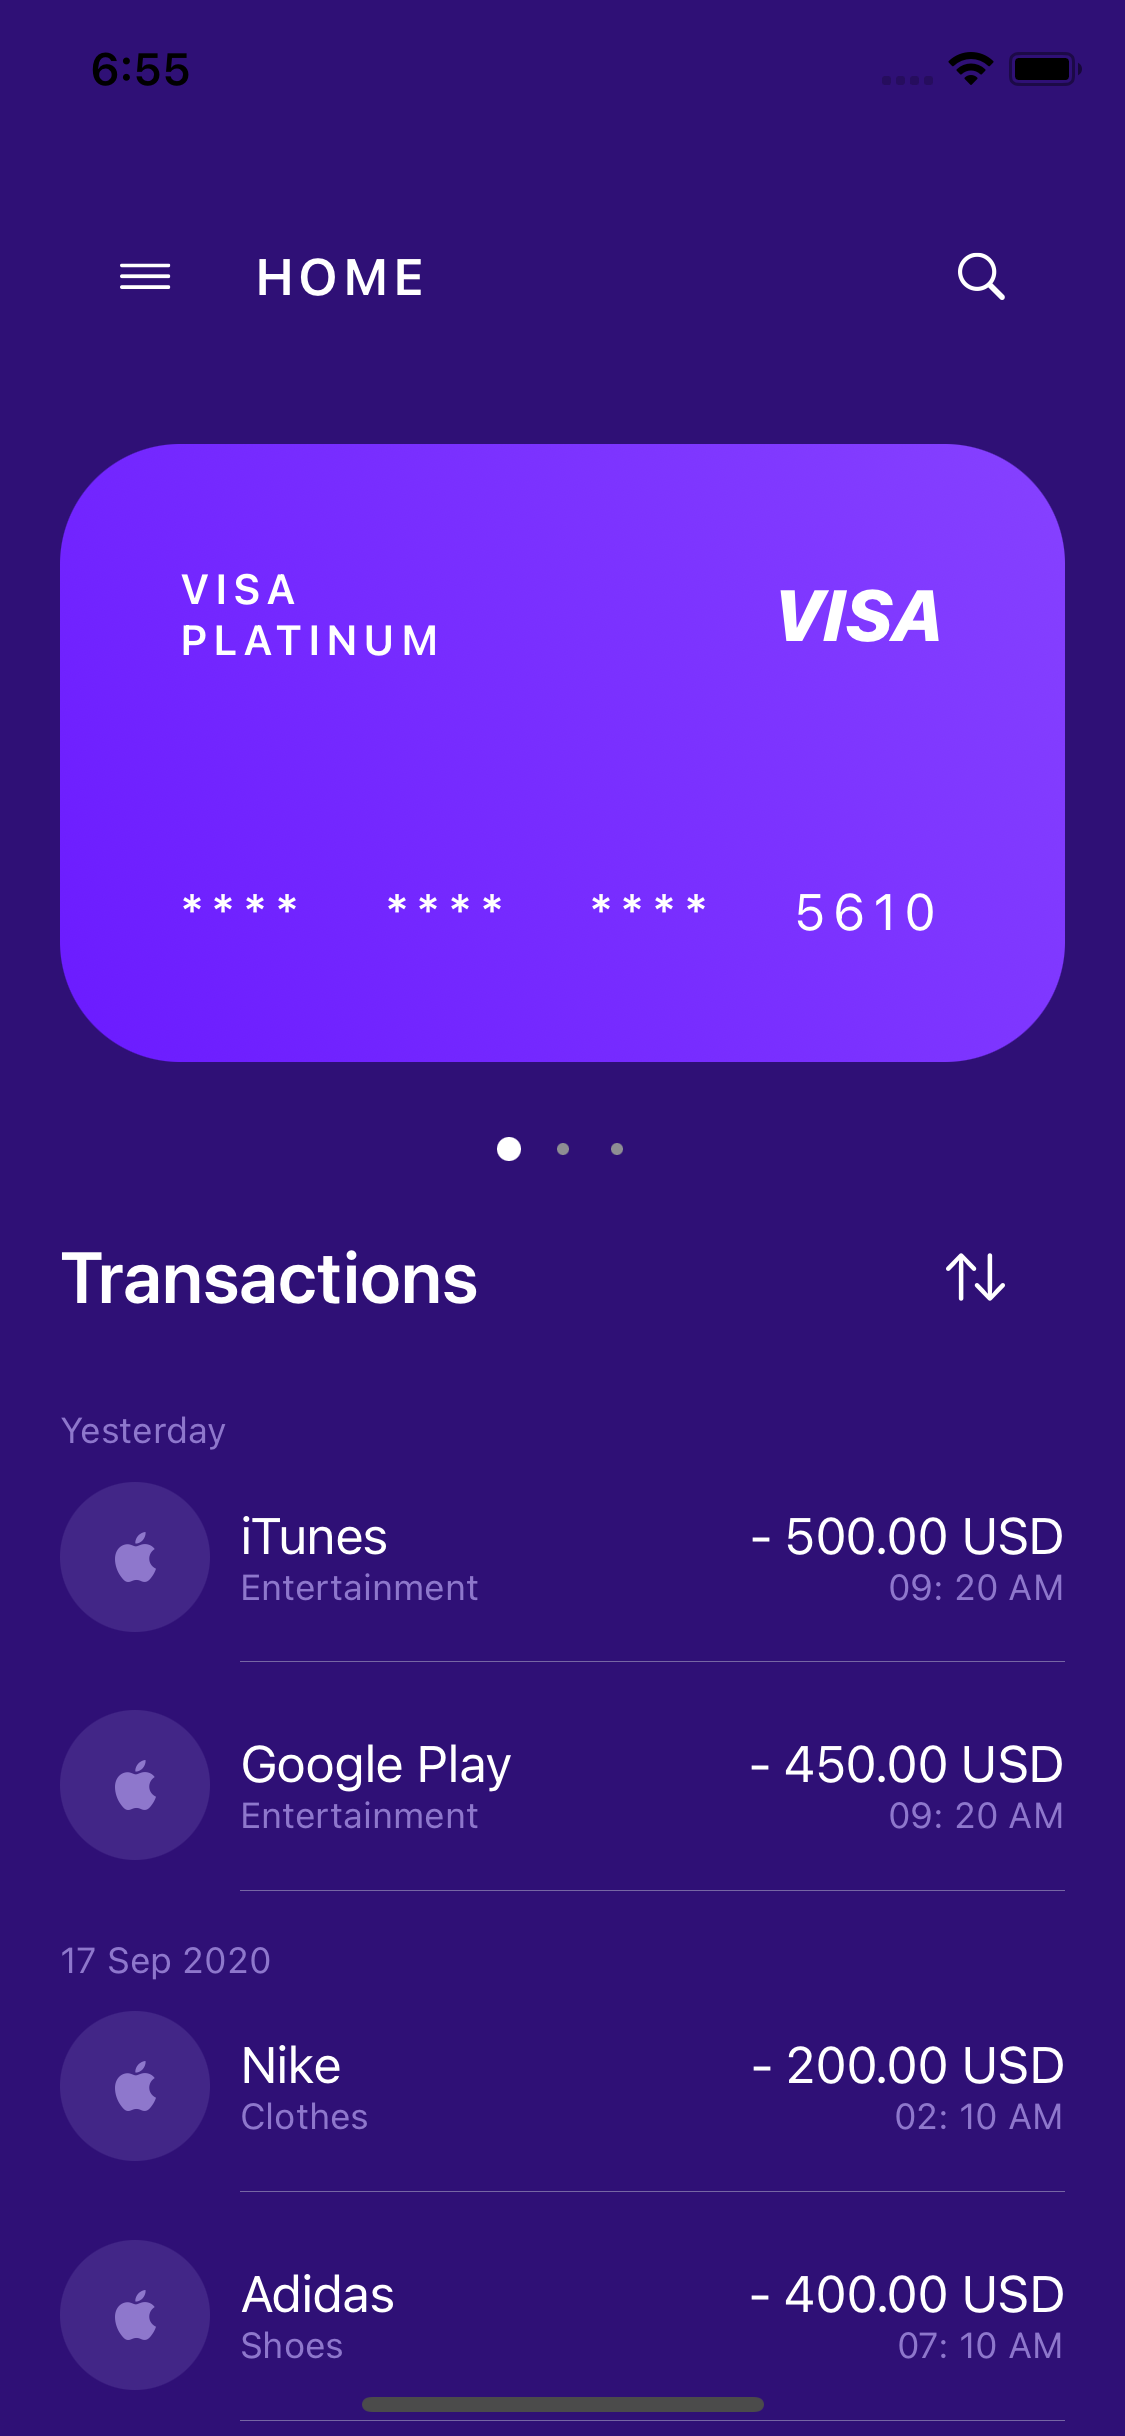 6:55
HOME
VISA
PLATINUM
VISA
**** **** **** 5610
Transactions
Yesterday
iTunes
- 500.00 USD
Entertainment
09: 20 AM
Google Play
- 450.00 USD
Entertainment
09: 20 AM
17 Sep 2020
Nike
- 200.00 USD
Clothes
02: 10 AM
Adidas
- 400.00 USD
Shoes
07: 10 AM